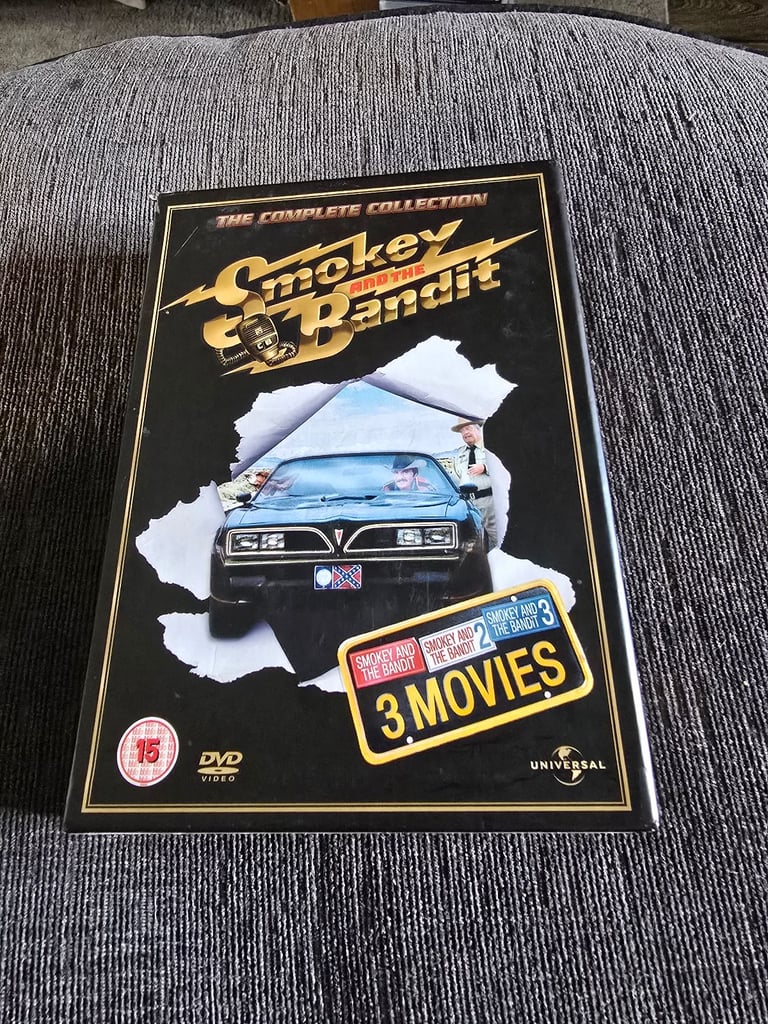 THE COMPLETE COLLECTION
Smokey
AND THE
Bandit
CB
SMOKEY AND
THE BANDIT
SMOKEY AND
THE BANDIT 2
SMOKEY AND
THE BANDIT 3
3 MOVIES
15
DVD
VIDEO
UNIVERSAL